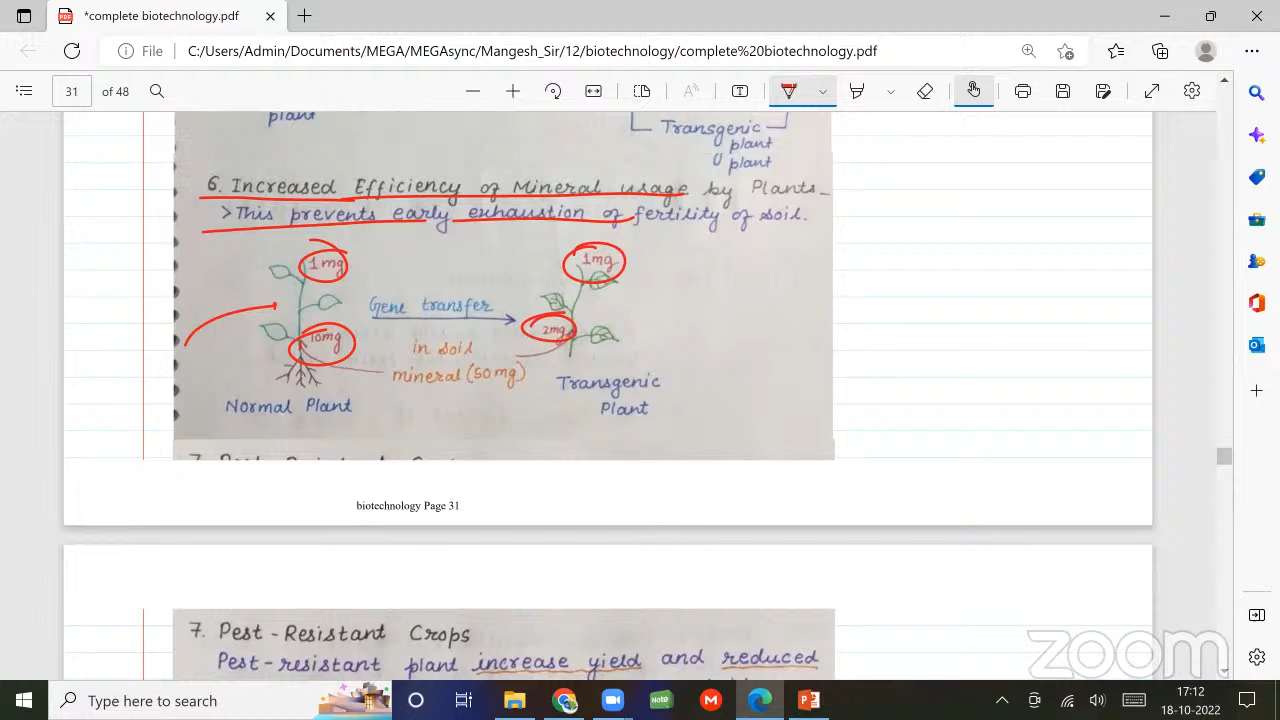 *complete biotechnology.pdf
File
C:/Users/Admin/Documents/MEGA/MEGAsync/Mangesh_Sir/12/biotechnology/complete%20biotechnology.pdf
31 of 48
plant
Transgenic
plant
plant
6. Increased Efficiency of Mineral usage by Plants
> This prevents early exhaustion of fertility of soil.
1mg
1mg
Gene transfer
10mg
2mg
in soil
mineral (50mg)
Transgenic
Plant
Normal Plant
biotechnology Page 31
7. Pest-Resistant Crops
Pest-resistant plant increase yield and reduced
zoom
Type here to search
17:12
18-10-2022